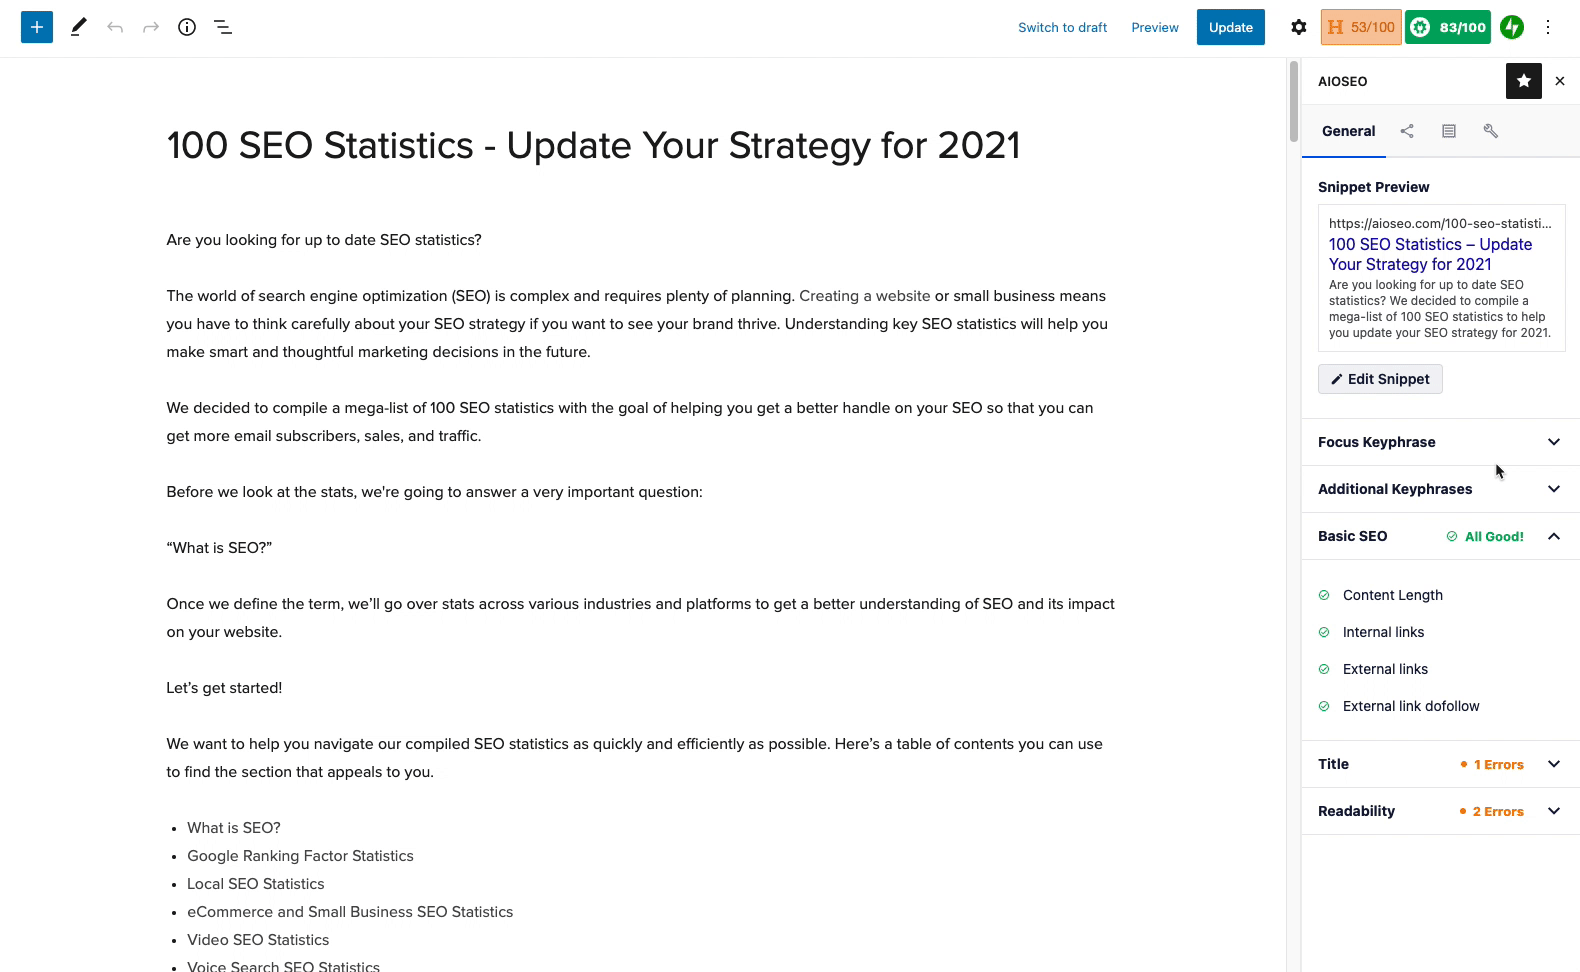 Switch to draft
Preview
Update
H 53/100
83/100
100 SEO Statistics - Update Your Strategy for 2021
Are you looking for up to date SEO statistics?
The world of search engine optimization (SEO) is complex and requires plenty of planning. Creating a website or small business means
you have to think carefully about your SEO strategy if you want to see your brand thrive. Understanding key SEO statistics will help you
make smart and thoughtful marketing decisions in the future.
We decided to compile a mega-list of 100 SEO statistics with the goal of helping you get a better handle on your SEO so that you can
get more email subscribers, sales, and traffic.
Before we look at the stats, we're going to answer a very important question:
“What is SEO?”
Once we define the term, we’ll go over stats across various industries and platforms to get a better understanding of SEO and its impact
on your website.
Let’s get started!
We want to help you navigate our compiled SEO statistics as quickly and efficiently as possible. Here’s a table of contents you can use
to find the section that appeals to you.
• What is SEO?
• Google Ranking Factor Statistics
• Local SEO Statistics
• eCommerce and Small Business SEO Statistics
• Video SEO Statistics
• Voice Search SEO Statistics
AIOSEO
General
Snippet Preview
https://aioseo.com/100-seo-statisti...
100 SEO Statistics – Update
Your Strategy for 2021
Are you looking for up to date SEO
statistics? We decided to compile a
mega-list of 100 SEO statistics to help
you update your SEO strategy for 2021.
Edit Snippet
Focus Keyphrase
Additional Keyphrases
Basic SEO
All Good!
Content Length
Internal links
External links
External link dofollow
Title
1 Errors
Readability
2 Errors